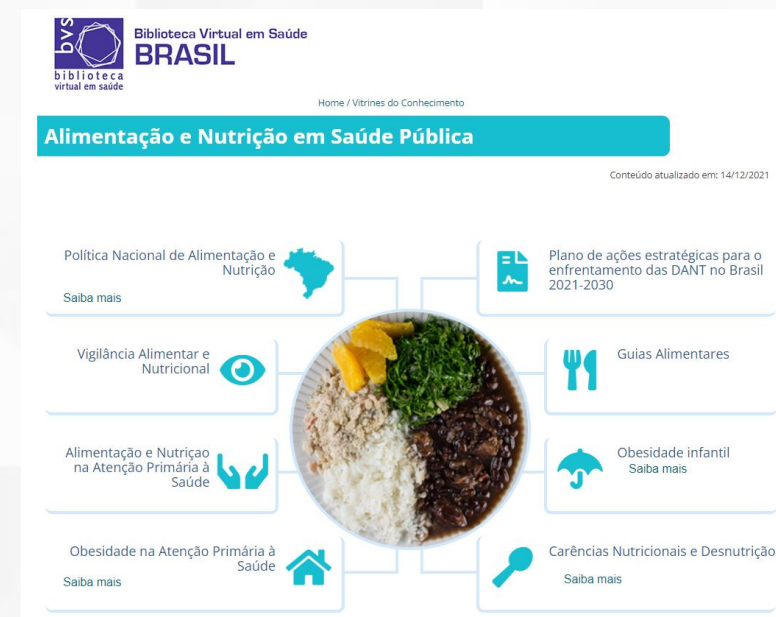 bvs
biblioteca
virtual em saúde
Biblioteca Virtual em Saúde
BRASIL
Home / Vitrines do Conhecimento
Alimentação e Nutrição em Saúde Pública
Conteúdo atualizado em: 14/12/2021
Política Nacional de Alimentação e
Nutrição
Saiba mais
Plano de ações estratégicas para o
enfrentamento das DANT no Brasil
2021-2030
Vigilância Alimentar e
Nutricional
Guias Alimentares
Alimentação e Nutriçao
na Atenção Primária à
Saúde
Obesidade infantil
Saiba mais
Obesidade na Atenção Primária à
Saúde
Saiba mais
Carências Nutricionais e Desnutrição
Saiba mais